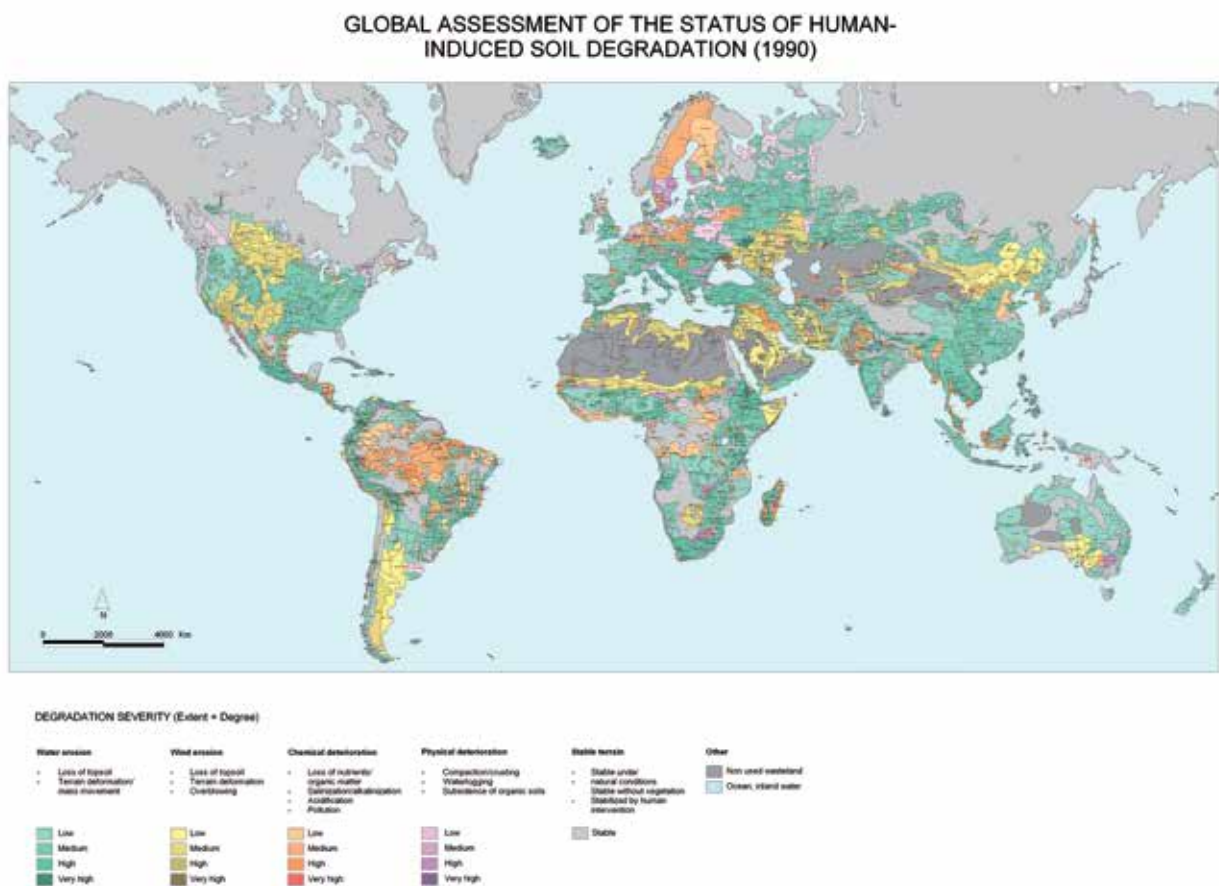 GLOBAL ASSESSMENT OF THE STATUS OF HUMAN-
INDUCED SOIL DEGRADATION (1990)
N
0 2000 4000 Km
DEGRADATION SEVERITY (Extent + Degree)
Water erosion
Loss of topsoil
Terrain deformation/
mass movement
Low
Medium
High
Very high
Wind erosion
Loss of topsoil
Terrain deformation
Overblowing
Low
Medium
High
Very high
Chemical deterioration
Loss of nutrients/
organic matter
Salinization/alkalinization
Acidification
Pollution
Low
Medium
High
Very high
Physical deterioration
Compaction/crusting
Waterlogging
Subsidence of organic soils
Low
Medium
High
Very high
Stable terrain
Stable under
natural conditions
Stable without vegetation
Stabilized by human
intervention
Stable
Other
Non used wasteland
Ocean, inland water